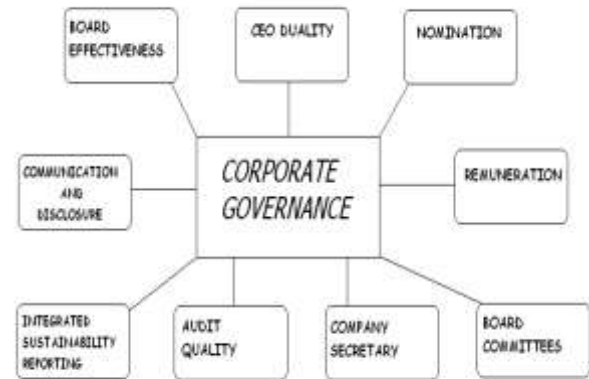 BOARD
EFFECTIVENESS
CEO DUALITY
NOMINATION
COMMUNICATION
AND
DISCLOSURE
CORPORATE
GOVERNANCE
REMUNERATION
INTEGRATED
SUSTAINABILITY
REPORTING
AUDIT
QUALITY
COMPANY
SECRETARY
BOARD
COMMITTEES